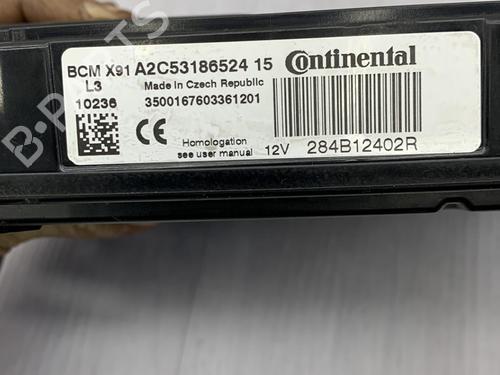 BCM X91 A2C53186524 15 Continental
L3 Made in Czech Republic
10236 3500167603361201
CE Homologation
see user manual 12V 284B12402R
B-PARTS